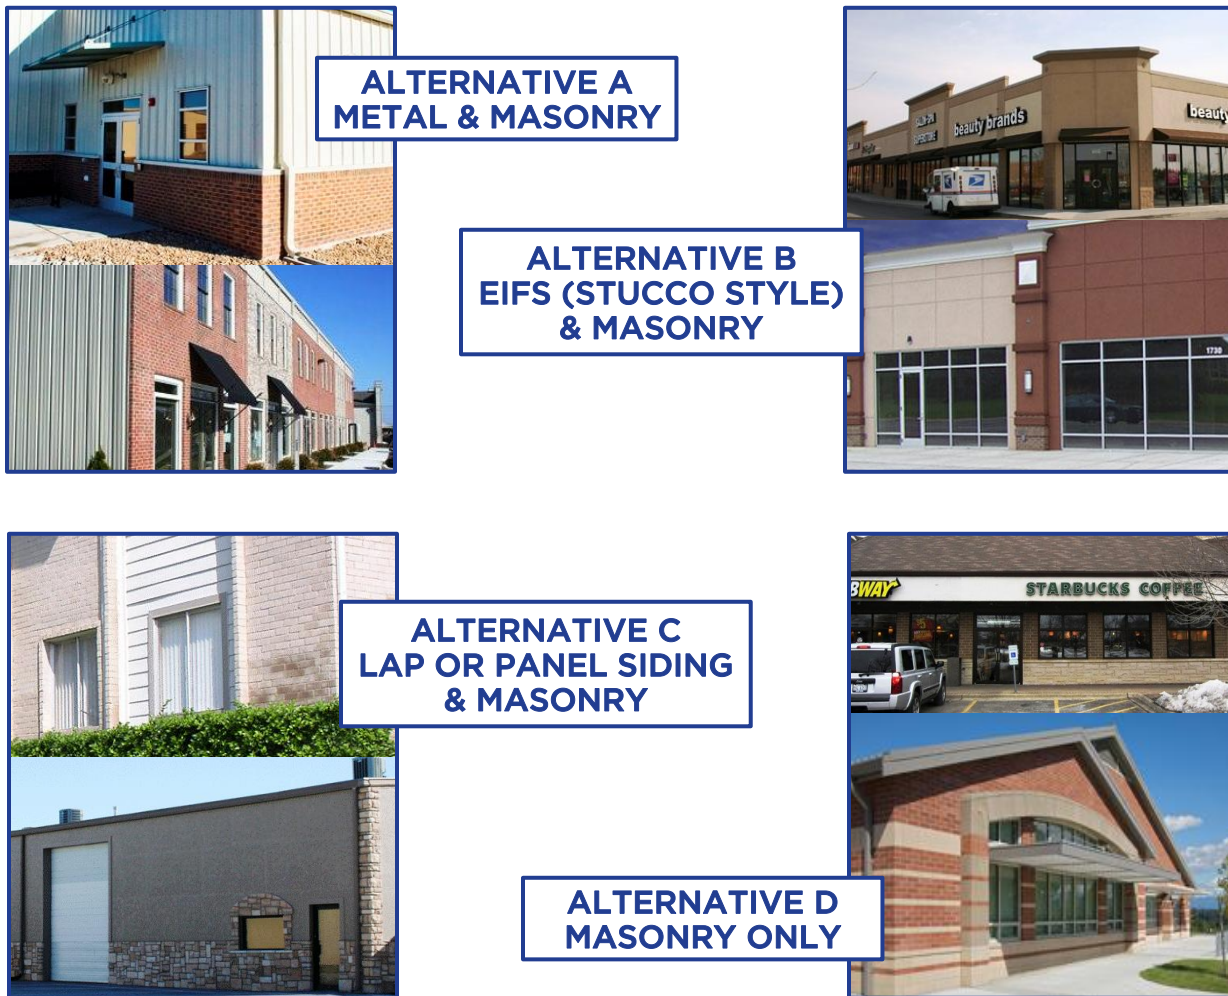 ALTERNATIVE A
METAL & MASONRY
beauty brands
beauty
ALTERNATIVE B
EIFS (STUCCO STYLE)
& MASONRY
1730
ALTERNATIVE C
LAP OR PANEL SIDING
& MASONRY
BWAY
STARBUCKS COFFEE
ALTERNATIVE D
MASONRY ONLY